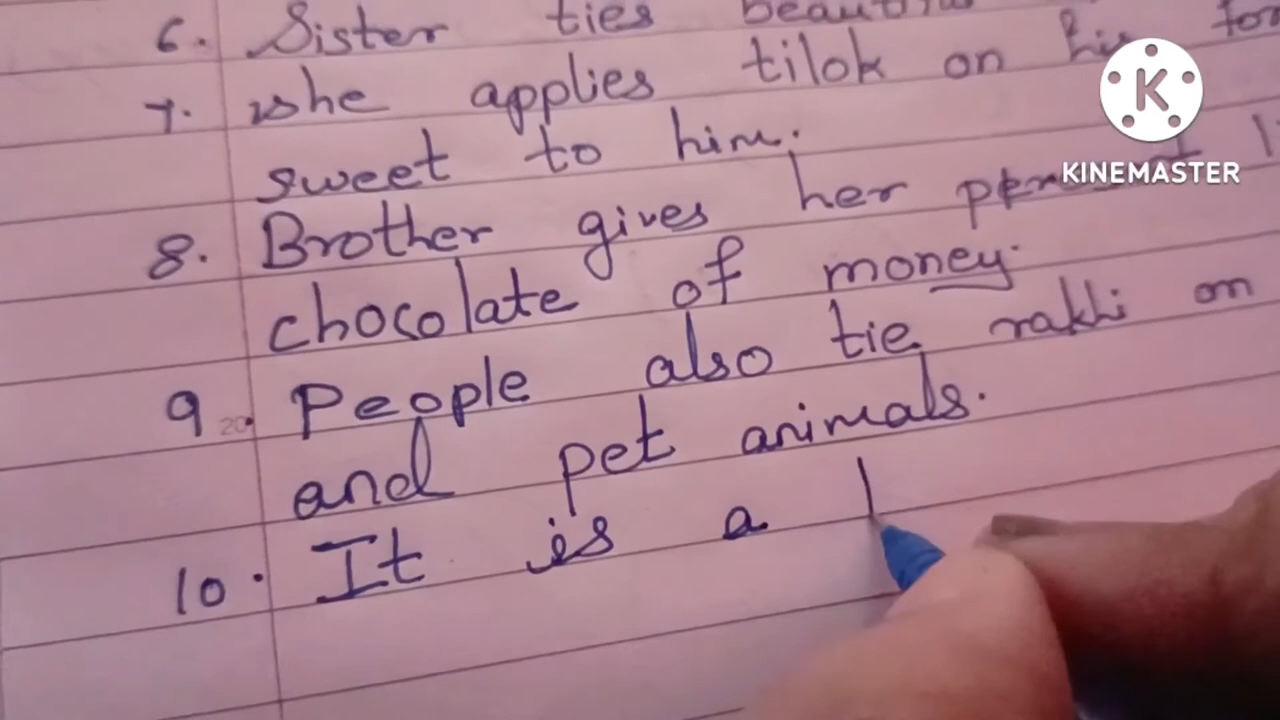 6. Sister ties
7. she applies tilok on his
sweet to him.
8. Brother gives her
chocolate of money.
9. People also tie rakhi on
and pet animals.
10. It is a
K
KINEMASTER